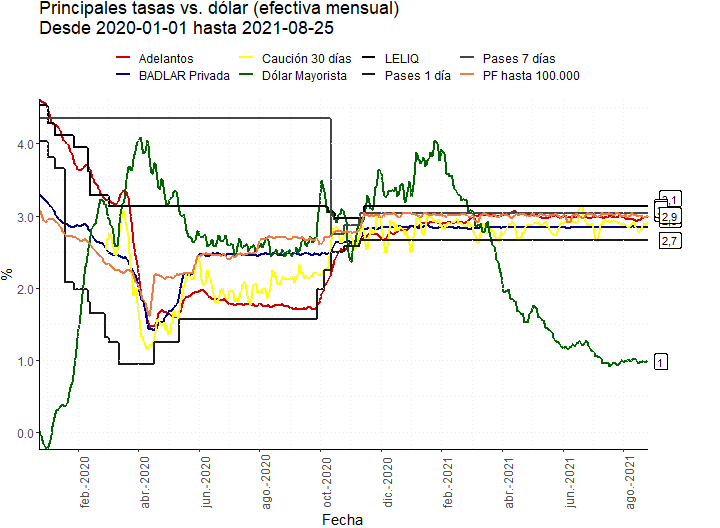 Principales tasas vs. dólar (efectiva mensual)
Desde 2020-01-01 hasta 2021-08-25
Adelantos Caución 30 días LELIQ Pases 7 días
BADLAR Privada Dólar Mayorista Pases 1 día PF hasta 100.000
4.0
3.0
2.0
1.0
0.0
%
2,9
2,7
1
feb.-2020 abr.-2020 jun.-2020 ago.-2020 oct.-2020 dic.-2020 feb.-2021 abr.-2021 jun.-2021 ago.-2021
Fecha